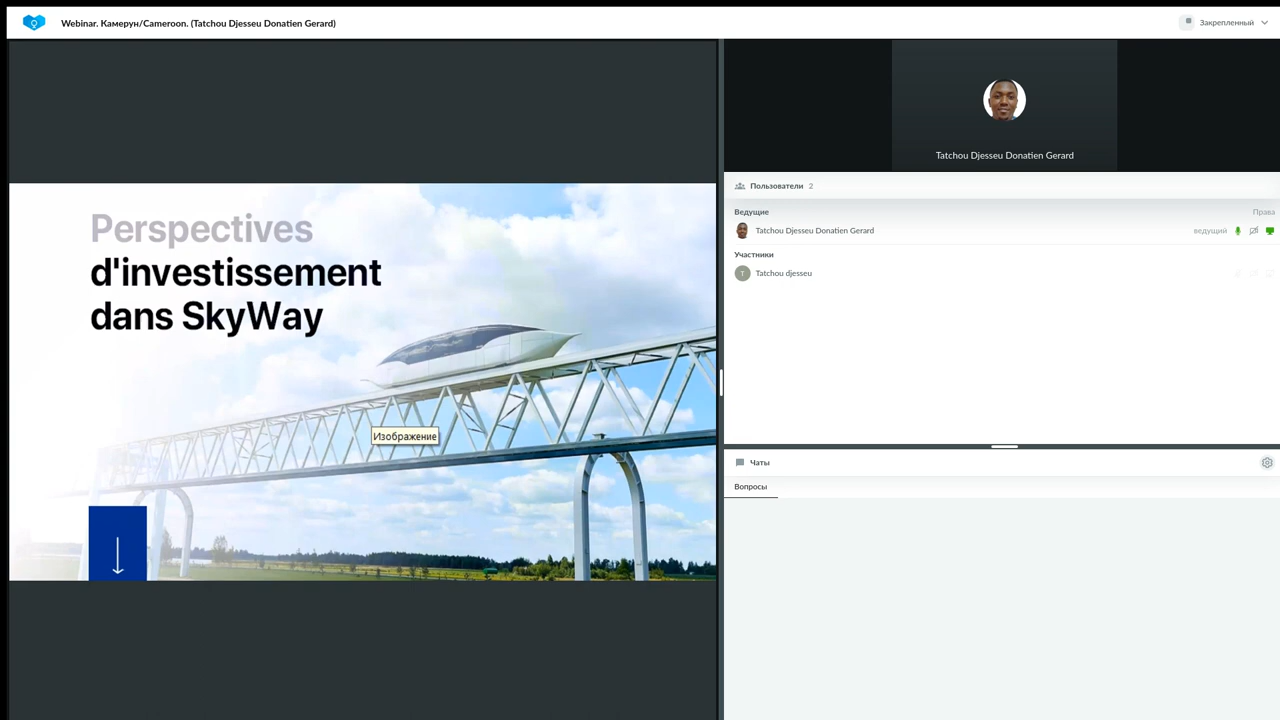 Webinar. Камерун/Cameroon. (Tatchou Djesseu Donatien Gerard)
Закрепленный
Perspectives
d'investissement
dans SkyWay
Изображение
Tatchou Djesseu Donatien Gerard
Пользователи 2
Ведущие Права
Tatchou Djesseu Donatien Gerard ведущий
Участники
T Tatchou djesseu
Чаты
Вопросы